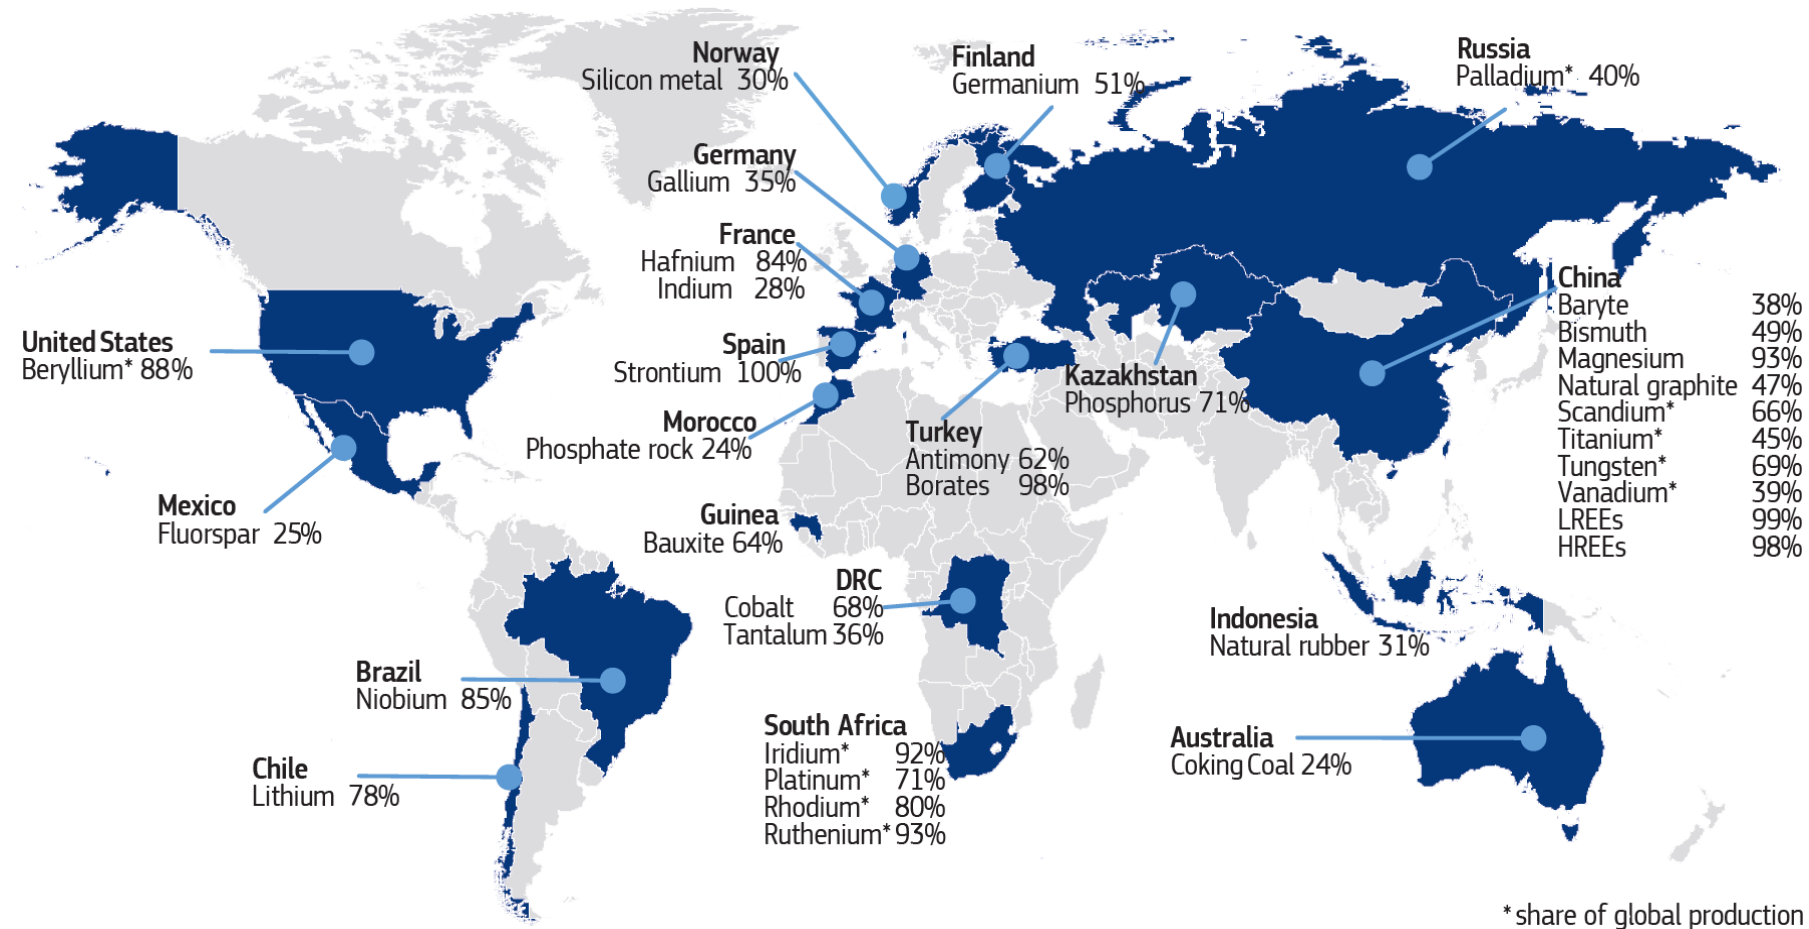 Norway
Silicon metal 30%
Finland
Germanium 51%
Russia
Palladium* 40%
Germany
Gallium 35%
France
Hafnium 84%
Indium 28%
China
Baryte 38%
Bismuth 49%
Magnesium 93%
Natural graphite 47%
Scandium* 66%
Titanium* 45%
Tungsten* 69%
Vanadium* 39%
LREEs 99%
HREEs 98%
United States
Beryllium* 88%
Spain
Strontium 100%
Kazakhstan
Phosphorus 71%
Morocco
Phosphate rock 24%
Turkey
Antimony 62%
Borates 98%
Mexico
Fluorspar 25%
Guinea
Bauxite 64%
DRC
Cobalt 68%
Tantalum 36%
Indonesia
Natural rubber 31%
Brazil
Niobium 85%
South Africa
Iridium* 92%
Platinum* 71%
Rhodium* 80%
Ruthenium* 93%
Australia
Coking Coal 24%
Chile
Lithium 78%
*share of global production